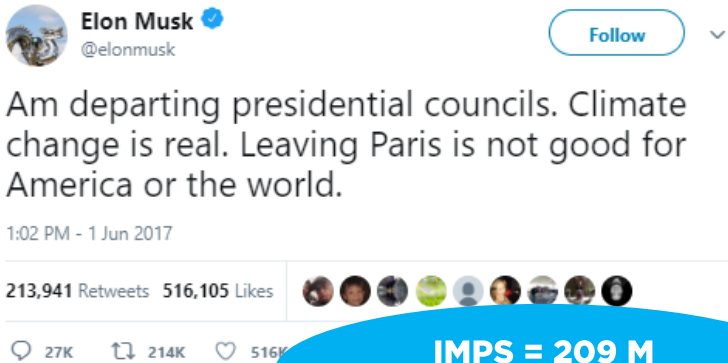 Elon Musk
@elonmusk
Follow
Am departing presidential councils. Climate
change is real. Leaving Paris is not good for
America or the world.
1:02 PM - 1 Jun 2017
213,941 Retweets 516,105 Likes
27K 214K 516K
IMPS = 209 M